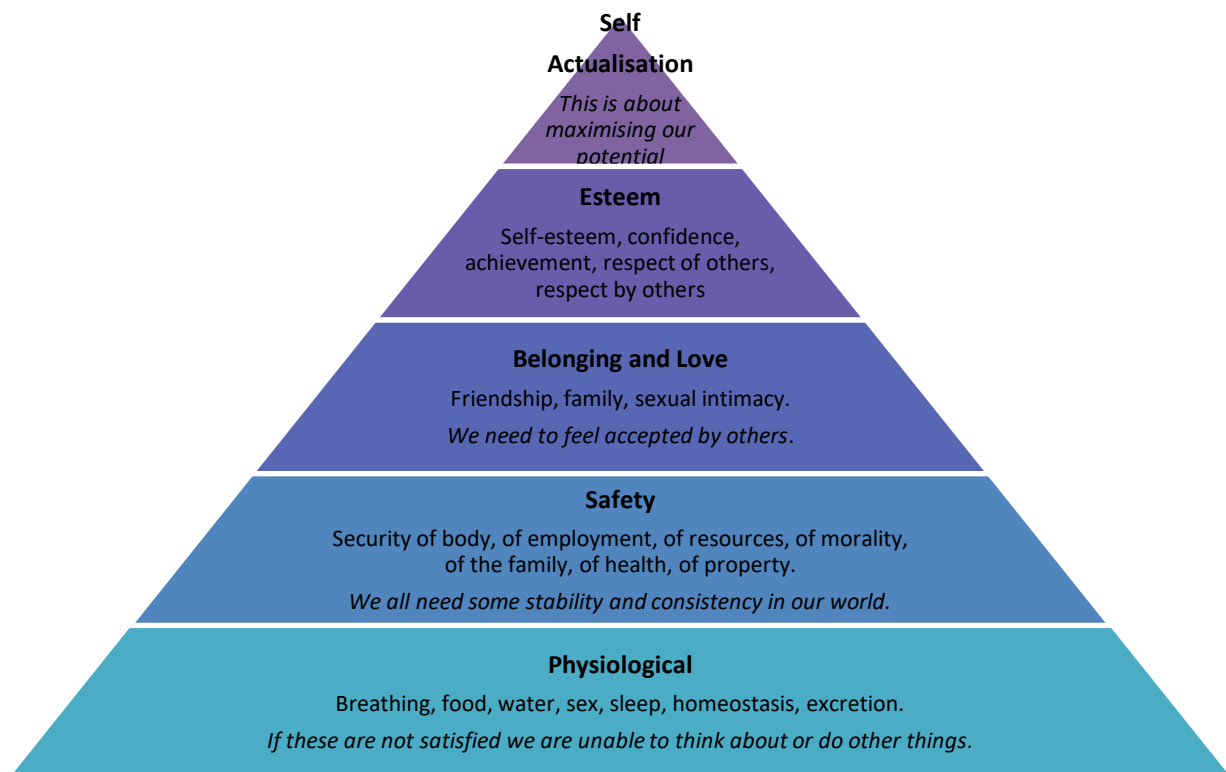 Self
Actualisation
This is about
maximising our
potential
Esteem
Self-esteem, confidence,
achievement, respect of others,
respect by others
Belonging and Love
Friendship, family, sexual intimacy.
We need to feel accepted by others.
Safety
Security of body, of employment, of resources, of morality,
of the family, of health, of property.
We all need some stability and consistency in our world.
Physiological
Breathing, food, water, sex, sleep, homeostasis, excretion.
If these are not satisfied we are unable to think about or do other things.